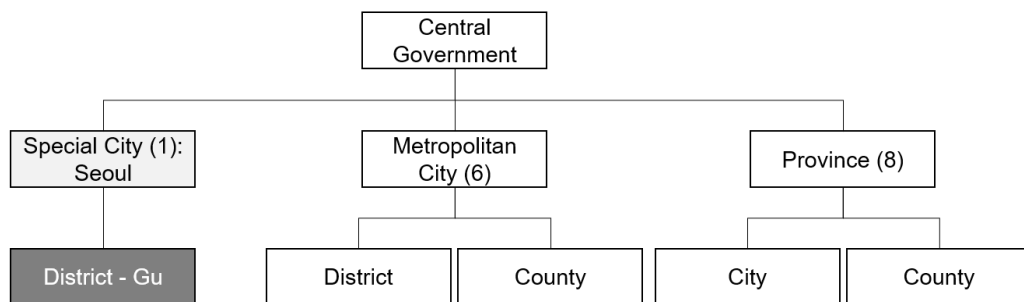 Central
Government
Special City (1):
Seoul
Metropolitan
City (6)
Province (8)
District - Gu
District
County
City
County